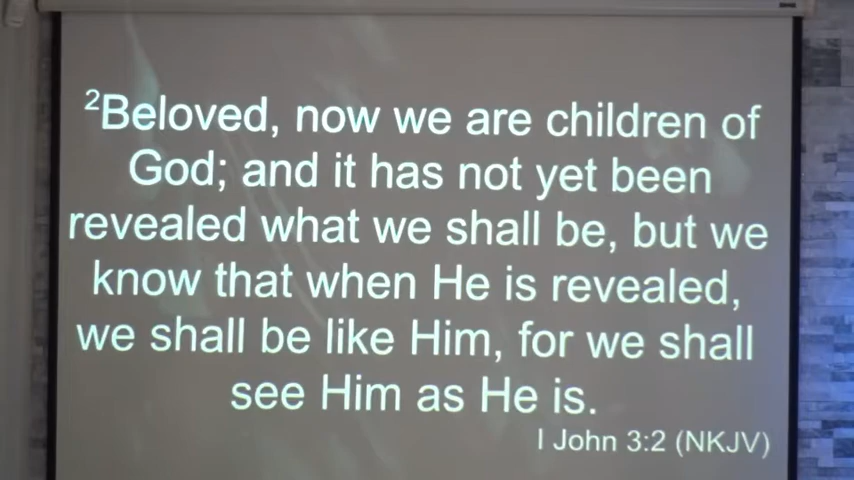 ²Beloved, now we are children of
God; and it has not yet been
revealed what we shall be, but we
know that when He is revealed,
we shall be like Him, for we shall
see Him as He is.
I John 3:2 (NKJV)